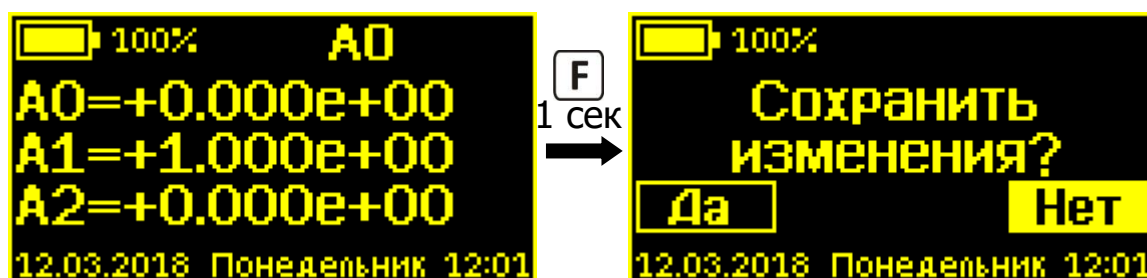 100% A0
A0=+0.000e+00
A1=+1.000e+00
A2=+0.000e+00
12.03.2018 Понедельник 12:01
F
1 сек
100%
Сохранить
изменения?
Да Нет
12.03.2018 Понедельник 12:01